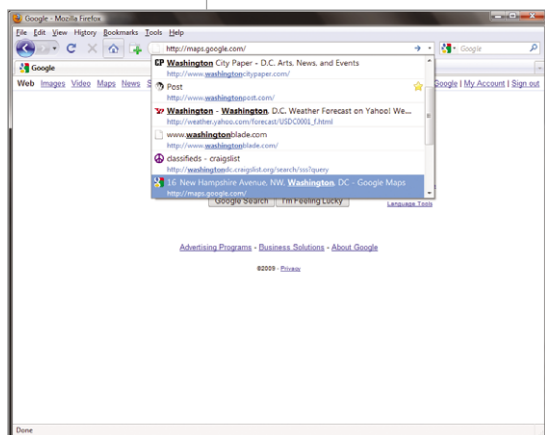 Google - Mozilla Firefox
File Edit View History Bookmarks Tools Help
http://maps.google.com/
Google
Google
Web Images Video Maps News
Google | My Account | Sign out
CP Washington City Paper - D.C. Arts, News, and Events
http://www.washingtoncitypaper.com/
Post
http://www.washingtonpost.com/
Washington - Washington, D.C. Weather Forecast on Yahoo! We...
http://weather.yahoo.com/forecast/USDC0001_f.html
www.washingtonblade.com
http://www.washingtonblade.com/
classifieds - craigslist
http://washingtondc.craigslist.org/search/sss?query
16 New Hampshire Avenue, NW, Washington, DC - Google Maps
http://maps.google.com/
Google Search I'm Feeling Lucky
Language Tools
Advertising Programs - Business Solutions - About Google
©2009 - Privacy
Done